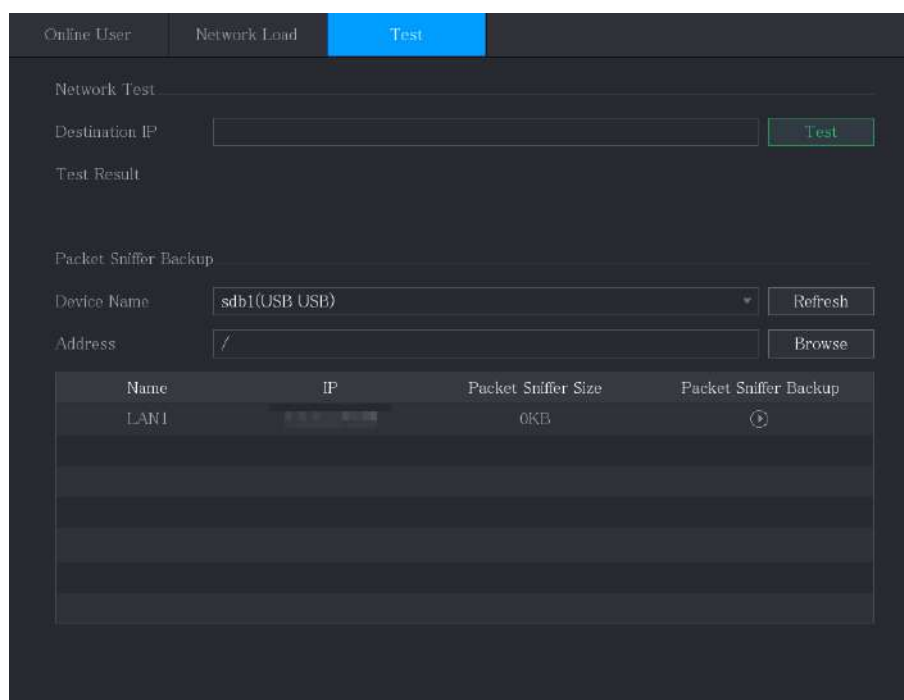 Online User Network Load Test
Network Test
Destination IP Test
Test Result
Packet Sniffer Backup
Device Name sdb1(USB USB) Refresh
Address / Browse
Name IP Packet Sniffer Size Packet Sniffer Backup
LAN1 0KB